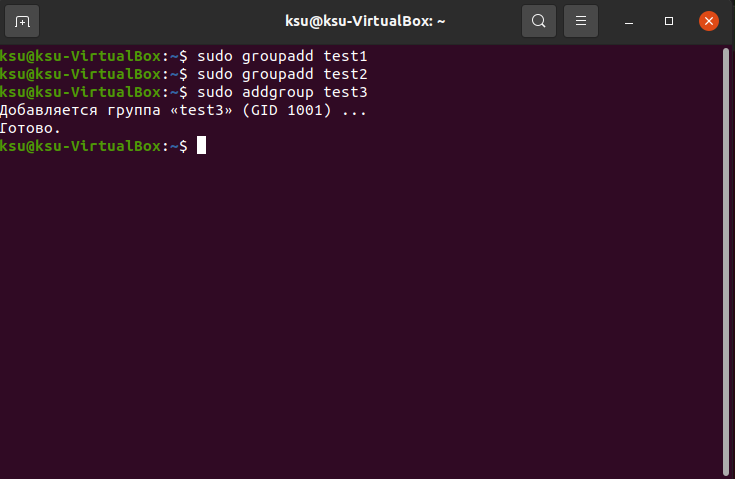 ksu@ksu-VirtualBox: ~
ksu@ksu-VirtualBox:~$ sudo groupadd test1
ksu@ksu-VirtualBox:~$ sudo groupadd test2
ksu@ksu-VirtualBox:~$ sudo addgroup test3
Добавляется группа «test3» (GID 1001) ...
Готово.
ksu@ksu-VirtualBox:~$